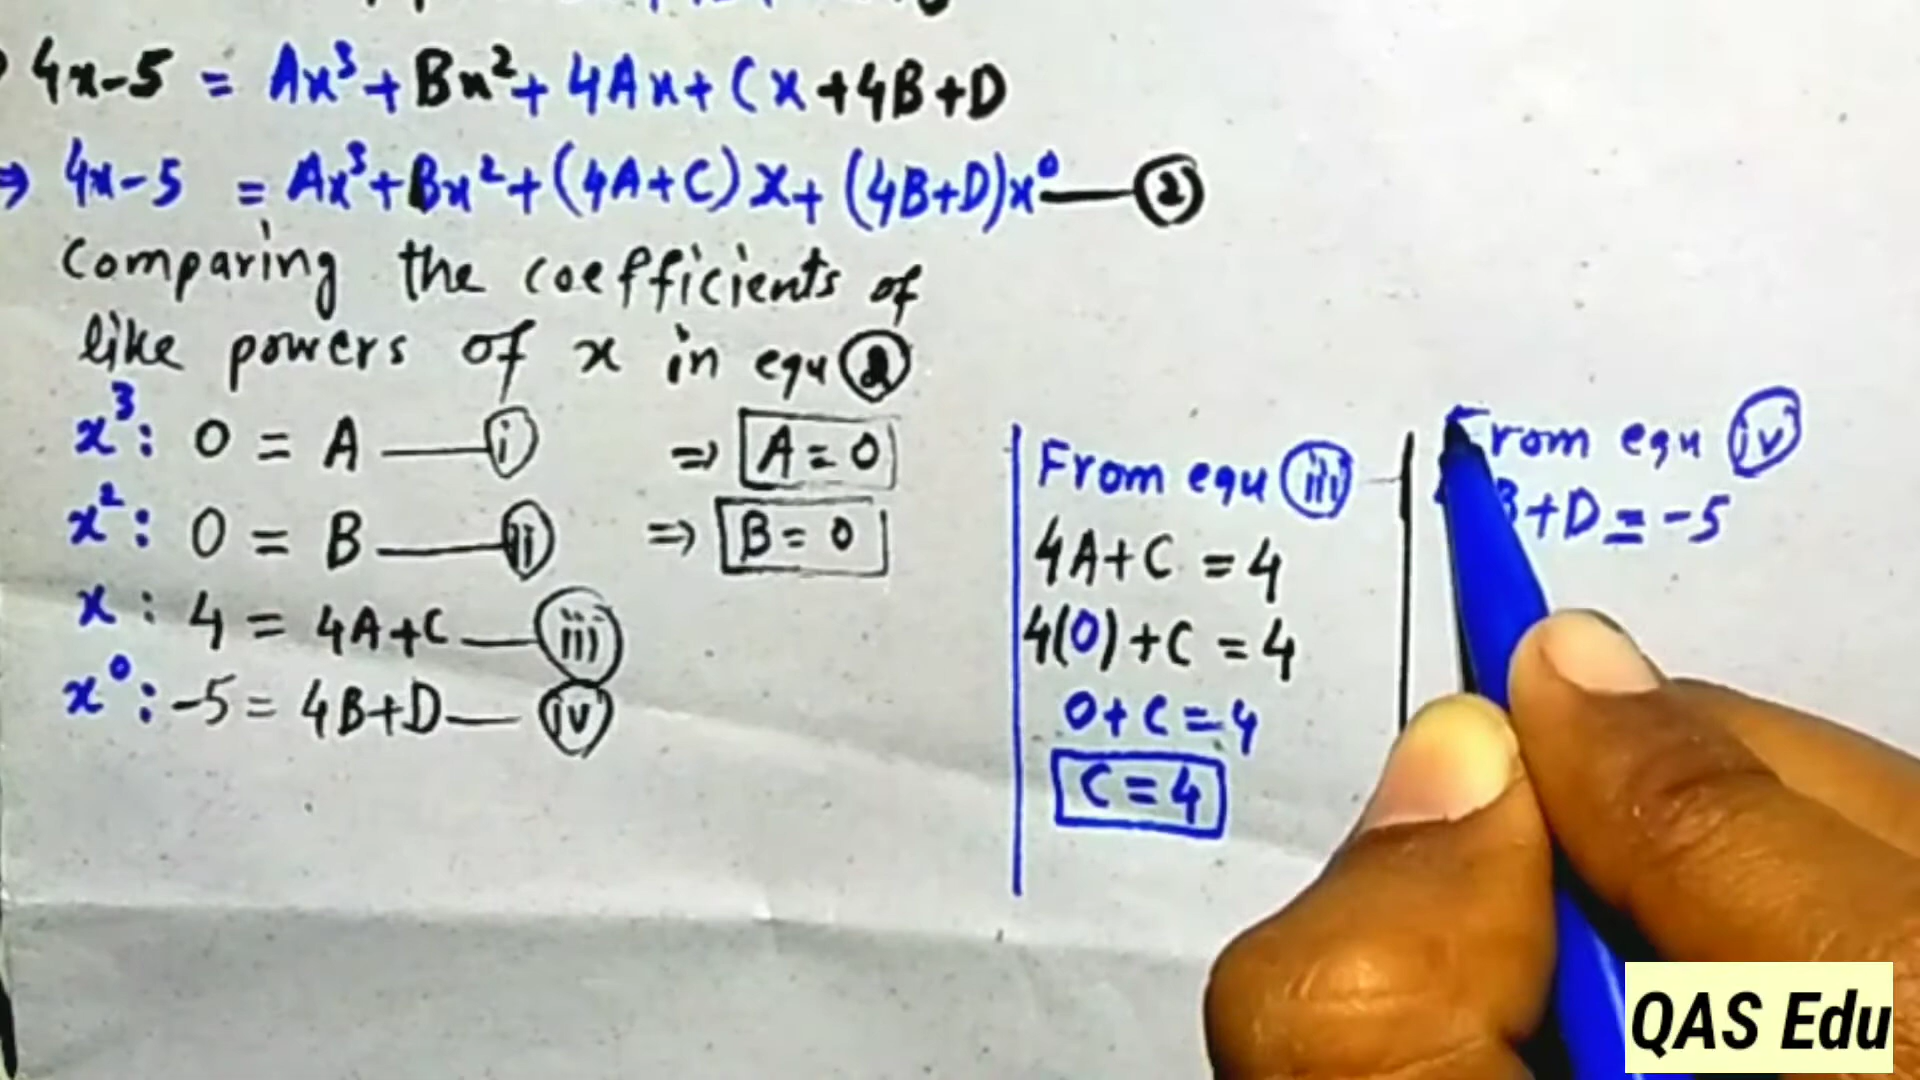 4x-5 = Ax³+Bx²+4Ax+Cx+4B+D
⇒ 4x-5 = Ax³+Bx²+(4A+C)x+(4B+D)x⁰—②
Comparing the coefficients of
like powers of x in equ ②
x³: 0 = A —(i) ⇒ A=0
x²: 0 = B —(ii) ⇒ B=0
x: 4 = 4A+C —(iii)
x⁰: -5 = 4B+D —(iv)
From equ (iii)
4A+C = 4
4(0)+C = 4
0+C=4
C=4
From equ (iv)
B+D=-5
QAS Edu